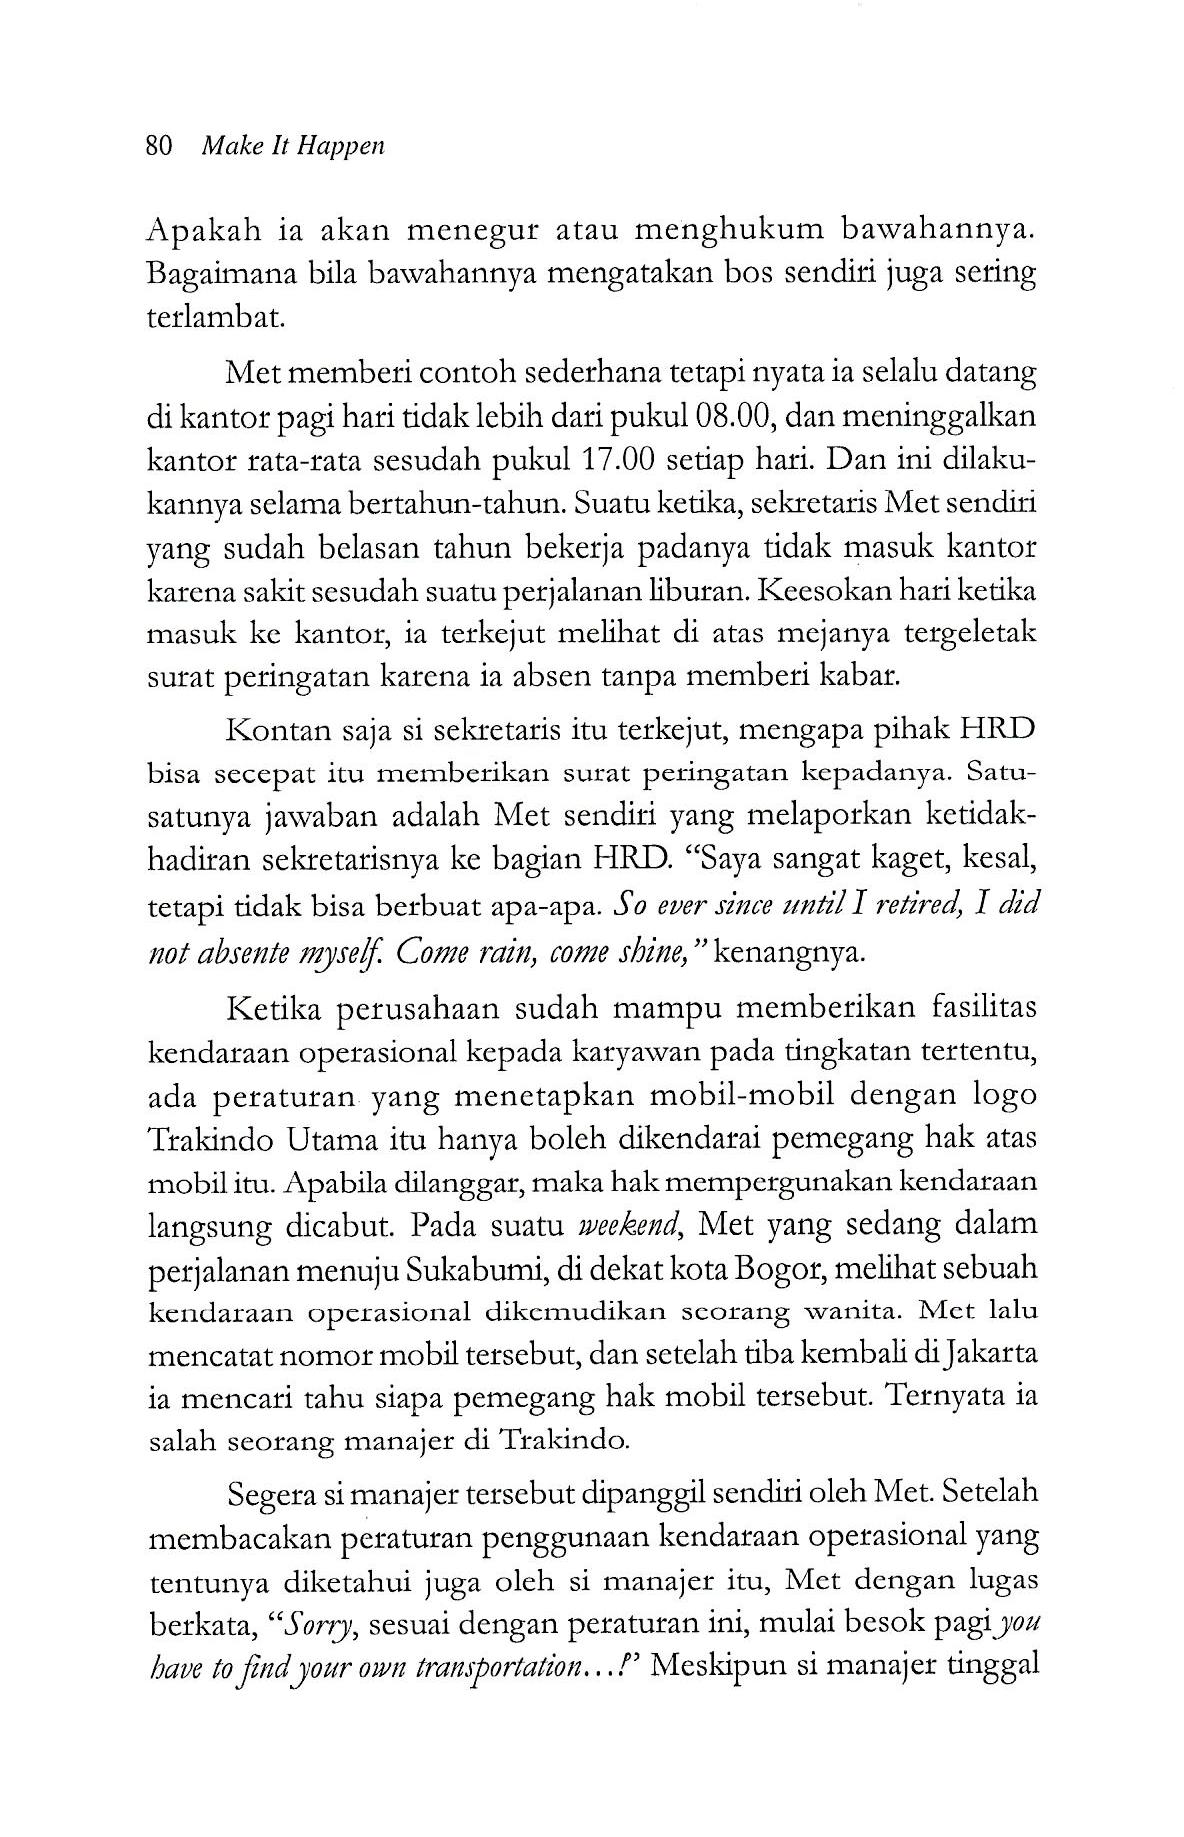 80 Make It Happen
Apakah ia akan menegur atau menghukum bawahannya.
Bagaimana bila bawahannya mengatakan bos sendiri juga sering
terlambat.
Met memberi contoh sederhana tetapi nyata ia selalu datang
di kantor pagi hari tidak lebih dari pukul 08.00, dan meninggalkan
kantor rata-rata sesudah pukul 17.00 setiap hari. Dan ini dilaku-
kannya selama bertahun-tahun. Suatu ketika, sekretaris Met sendiri
yang sudah belasan tahun bekerja padanya tidak masuk kantor
karena sakit sesudah suatu perjalanan liburan. Keesokan hari ketika
masuk ke kantor, ia terkejut melihat di atas mejanya tergeletak
surat peringatan karena ia absen tanpa memberi kabar.
Kontan saja si sekretaris itu terkejut, mengapa pihak HRD
bisa secepat itu memberikan surat peringatan kepadanya. Satu-
satunya jawaban adalah Met sendiri yang melaporkan ketidak-
hadiran sekretarisnya ke bagian HRD. “Saya sangat kaget, kesal,
tetapi tidak bisa berbuat apa-apa. So ever since until I retired, I did
not absente myself. Come rain, come shine,” kenangnya.
Ketika perusahaan sudah mampu memberikan fasilitas
kendaraan operasional kepada karyawan pada tingkatan tertentu,
ada peraturan yang menetapkan mobil-mobil dengan logo
Trakindo Utama itu hanya boleh dikendarai pemegang hak atas
mobil itu. Apabila dilanggar, maka hak mempergunakan kendaraan
langsung dicabut. Pada suatu weekend, Met yang sedang dalam
perjalanan menuju Sukabumi, di dekat kota Bogor, melihat sebuah
kendaraan operasional dikemudikan seorang wanita. Met lalu
mencatat nomor mobil tersebut, dan setelah tiba kembali di Jakarta
ia mencari tahu siapa pemegang hak mobil tersebut. Ternyata ia
salah seorang manajer di Trakindo.
Segera si manajer tersebut dipanggil sendiri oleh Met. Setelah
membacakan peraturan penggunaan kendaraan operasional yang
tentunya diketahui juga oleh si manajer itu, Met dengan lugas
berkata, “Sorry, sesuai dengan peraturan ini, mulai besok pagi you
have to find your own transportation...!” Meskipun si manajer tinggal